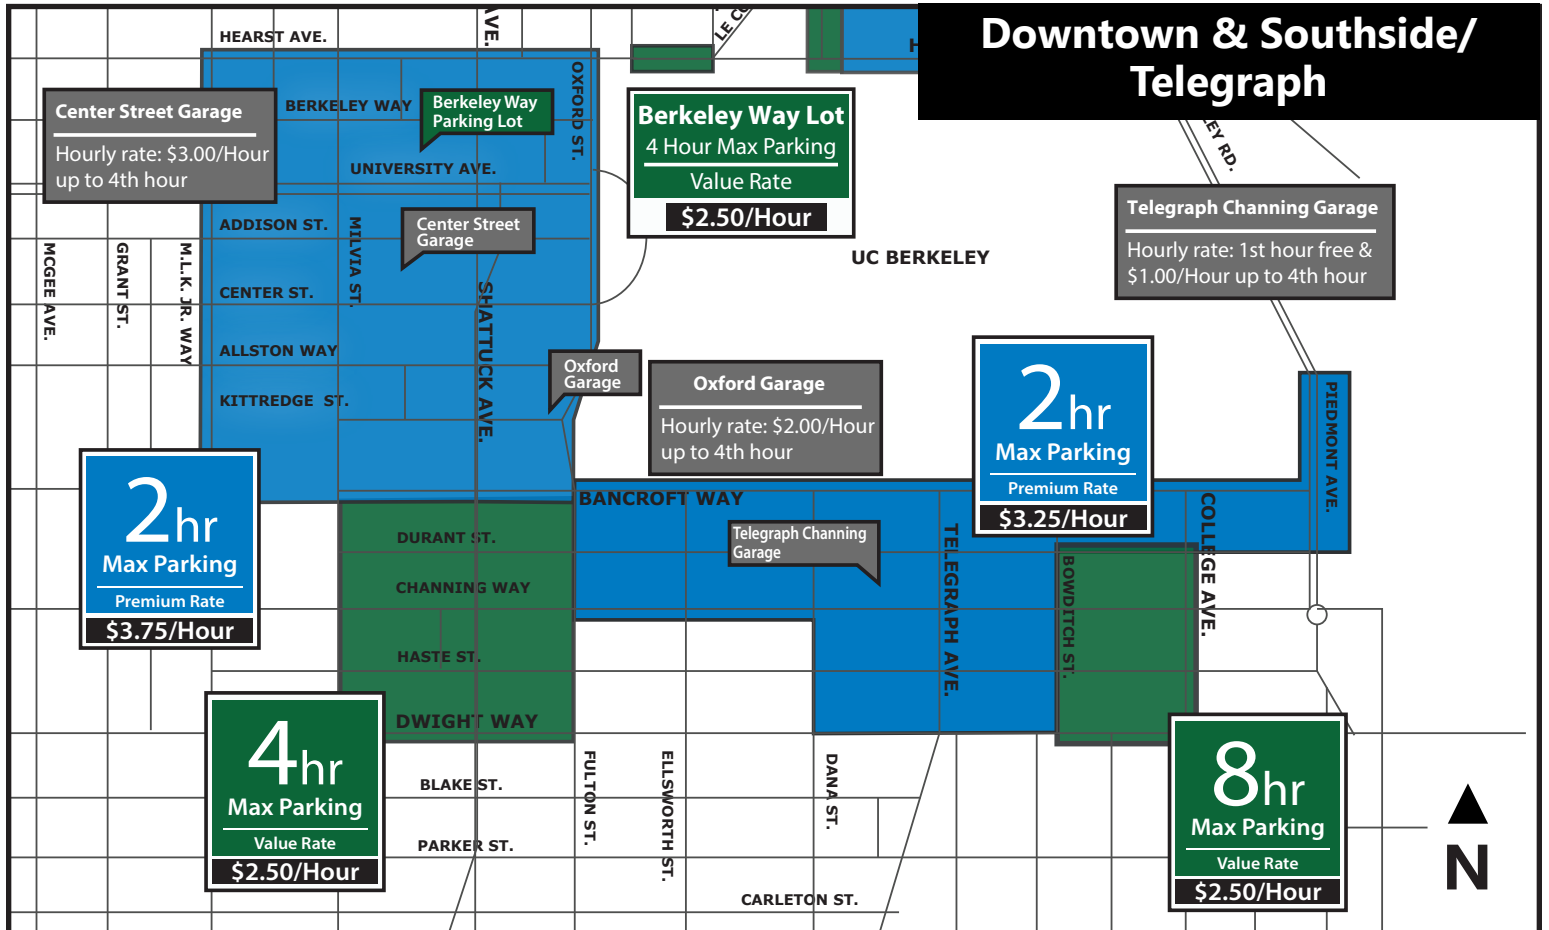 Downtown & Southside/
Telegraph
HEARST AVE.
AVE.
LE CO
H
OXFORD ST.
BERKELEY WAY
Berkeley Way
Parking Lot
Center Street Garage
Hourly rate: $3.00/Hour
up to 4th hour
Berkeley Way Lot
4 Hour Max Parking
Value Rate
$2.50/Hour
LEY RD.
UNIVERSITY AVE.
Telegraph Channing Garage
Hourly rate: 1st hour free &
$1.00/Hour up to 4th hour
ADDISON ST.
Center Street
Garage
MCGEE AVE.
GRANT ST.
M.L.K. JR. WAY
MILVIA ST.
SHATTUCK AVE.
UC BERKELEY
CENTER ST.
ALLSTON WAY
KITTREDGE ST.
Oxford
Garage
Oxford Garage
Hourly rate: $2.00/Hour
up to 4th hour
2hr
Max Parking
Premium Rate
$3.25/Hour
PIEDMONT AVE.
2hr
Max Parking
Premium Rate
$3.75/Hour
BANCROFT WAY
Telegraph Channing
Garage
TELEGRAPH AVE.
COLLEGE AVE.
BOWDITCH ST.
DURANT ST.
CHANNING WAY
HASTE ST.
DWIGHT WAY
4hr
Max Parking
Value Rate
$2.50/Hour
8hr
Max Parking
Value Rate
$2.50/Hour
BLAKE ST.
PARKER ST.
FULTON ST.
ELLSWORTH ST.
DANA ST.
CARLETON ST.
N